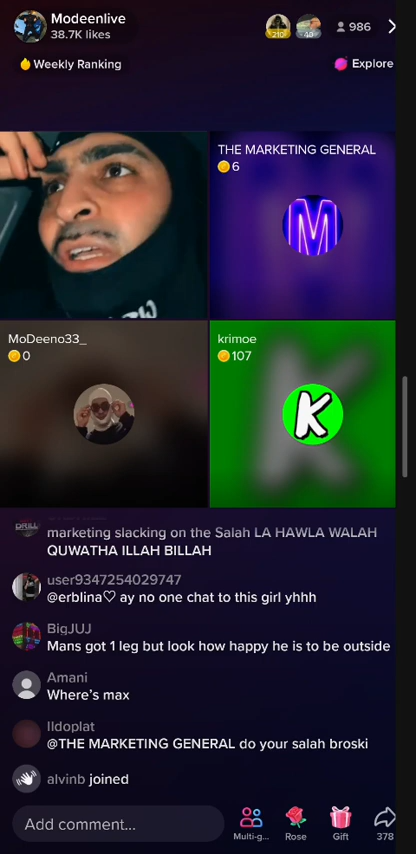 Modeenlive
38.7K likes
210
40
986
Weekly Ranking
Explore
THE MARKETING GENERAL
6
M
MoDeeno33_
0
krimoe
107
K
DRILL
marketing slacking on the Salah LA HAWLA WALAH
QUWATHA ILLAH BILLAH
user9347254029747
@erblina♡ ay no one chat to this girl yhhh
BigJUJ
Mans got 1 leg but look how happy he is to be outside
Amani
Where's max
lldoplat
@THE MARKETING GENERAL do your salah broski
alvinb joined
Add comment...
Multi-g...
Rose
Gift
378